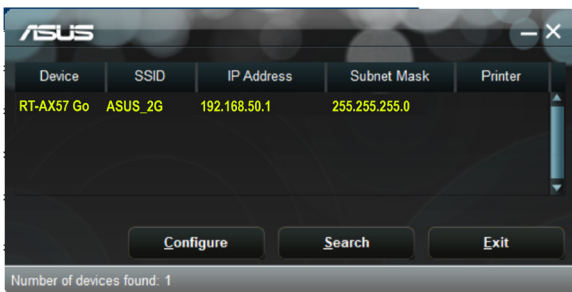 ASUS
Device SSID IP Address Subnet Mask Printer
RT-AX57 Go ASUS_2G 192.168.50.1 255.255.255.0
Configure Search Exit
Number of devices found: 1